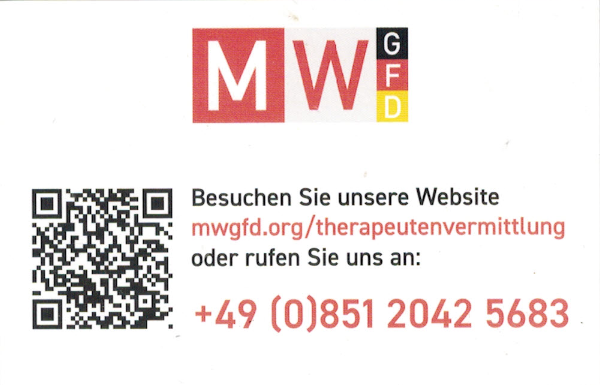 MW
G
F
D
Besuchen Sie unsere Website
mwgfd.org/therapeutenvermittlung
oder rufen Sie uns an:
+49 (0)851 2042 5683